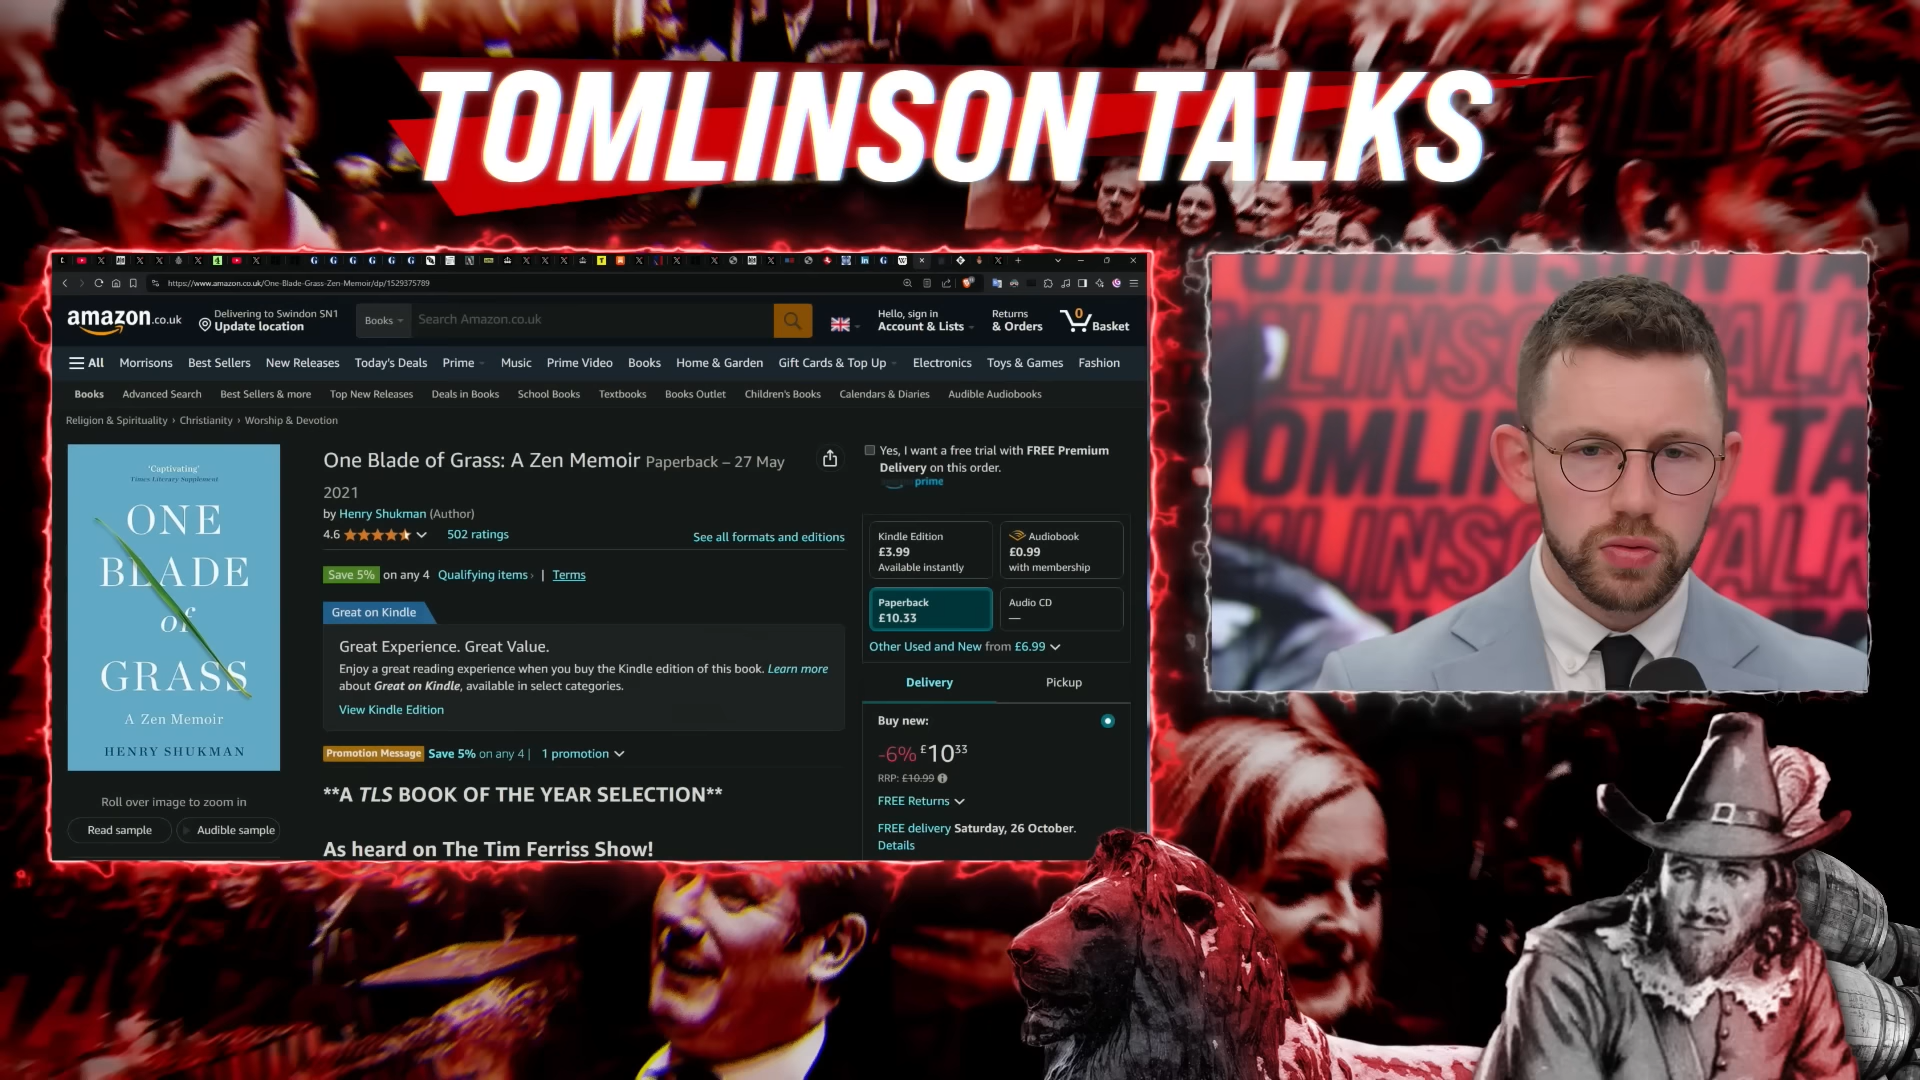 TOMLINSON TALKS
https://www.amazon.co.uk/One-Blade-Grass-Zen-Memoir/dp/1529375789
amazon.co.uk
Delivering to Swindon SN1
Update location
Books
Search Amazon.co.uk
Hello, sign in
Account & Lists
Returns
& Orders
0
Basket
All Morrisons Best Sellers New Releases Today's Deals Prime Music Prime Video Books Home & Garden Gift Cards & Top Up Electronics Toys & Games Fashion
Books Advanced Search Best Sellers & more Top New Releases Deals in Books School Books Textbooks Books Outlet Children's Books Calendars & Diaries Audible Audiobooks
Religion & Spirituality › Christianity › Worship & Devotion
'Captivating'
Times Literary Supplement
ONE
BLADE
of
GRASS
A Zen Memoir
HENRY SHUKMAN
Roll over image to zoom in
Read sample
Audible sample
One Blade of Grass: A Zen Memoir Paperback – 27 May
2021
by Henry Shukman (Author)
4.6
502 ratings
See all formats and editions
Save 5% on any 4 Qualifying items › | Terms
Great on Kindle
Great Experience. Great Value.
Enjoy a great reading experience when you buy the Kindle edition of this book. Learn more
about Great on Kindle, available in select categories.
View Kindle Edition
Promotion Message Save 5% on any 4 | 1 promotion
**A TLS BOOK OF THE YEAR SELECTION**
As heard on The Tim Ferriss Show!
Yes, I want a free trial with FREE Premium
Delivery on this order.
prime
Kindle Edition
£3.99
Available instantly
Audiobook
£0.99
with membership
Paperback
£10.33
Audio CD
—
Other Used and New from £6.99
Delivery
Pickup
Buy new:
-6% £10 33
RRP: £10.99
FREE Returns
FREE delivery Saturday, 26 October.
Details